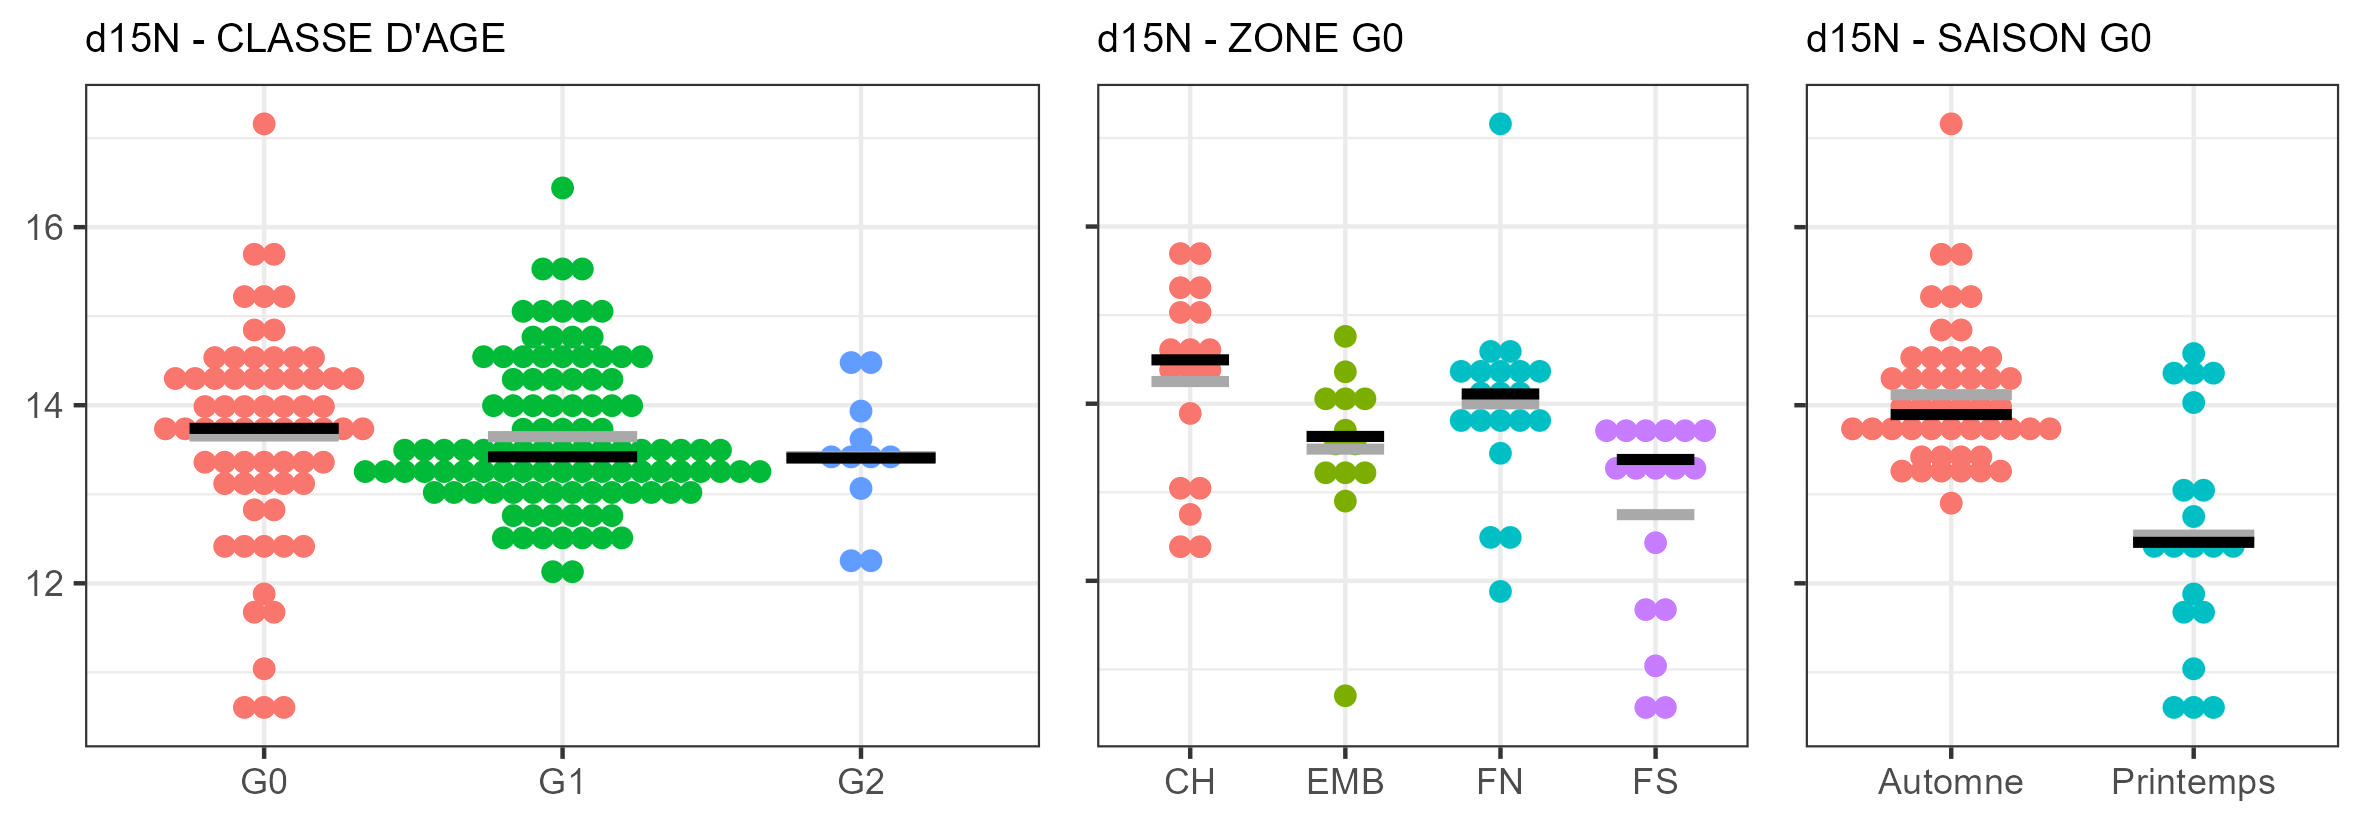 d15N - CLASSE D'AGE
d15N - ZONE G0
d15N - SAISON G0
16
14
12
G0 G1 G2
CH EMB FN FS
Automne Printemps